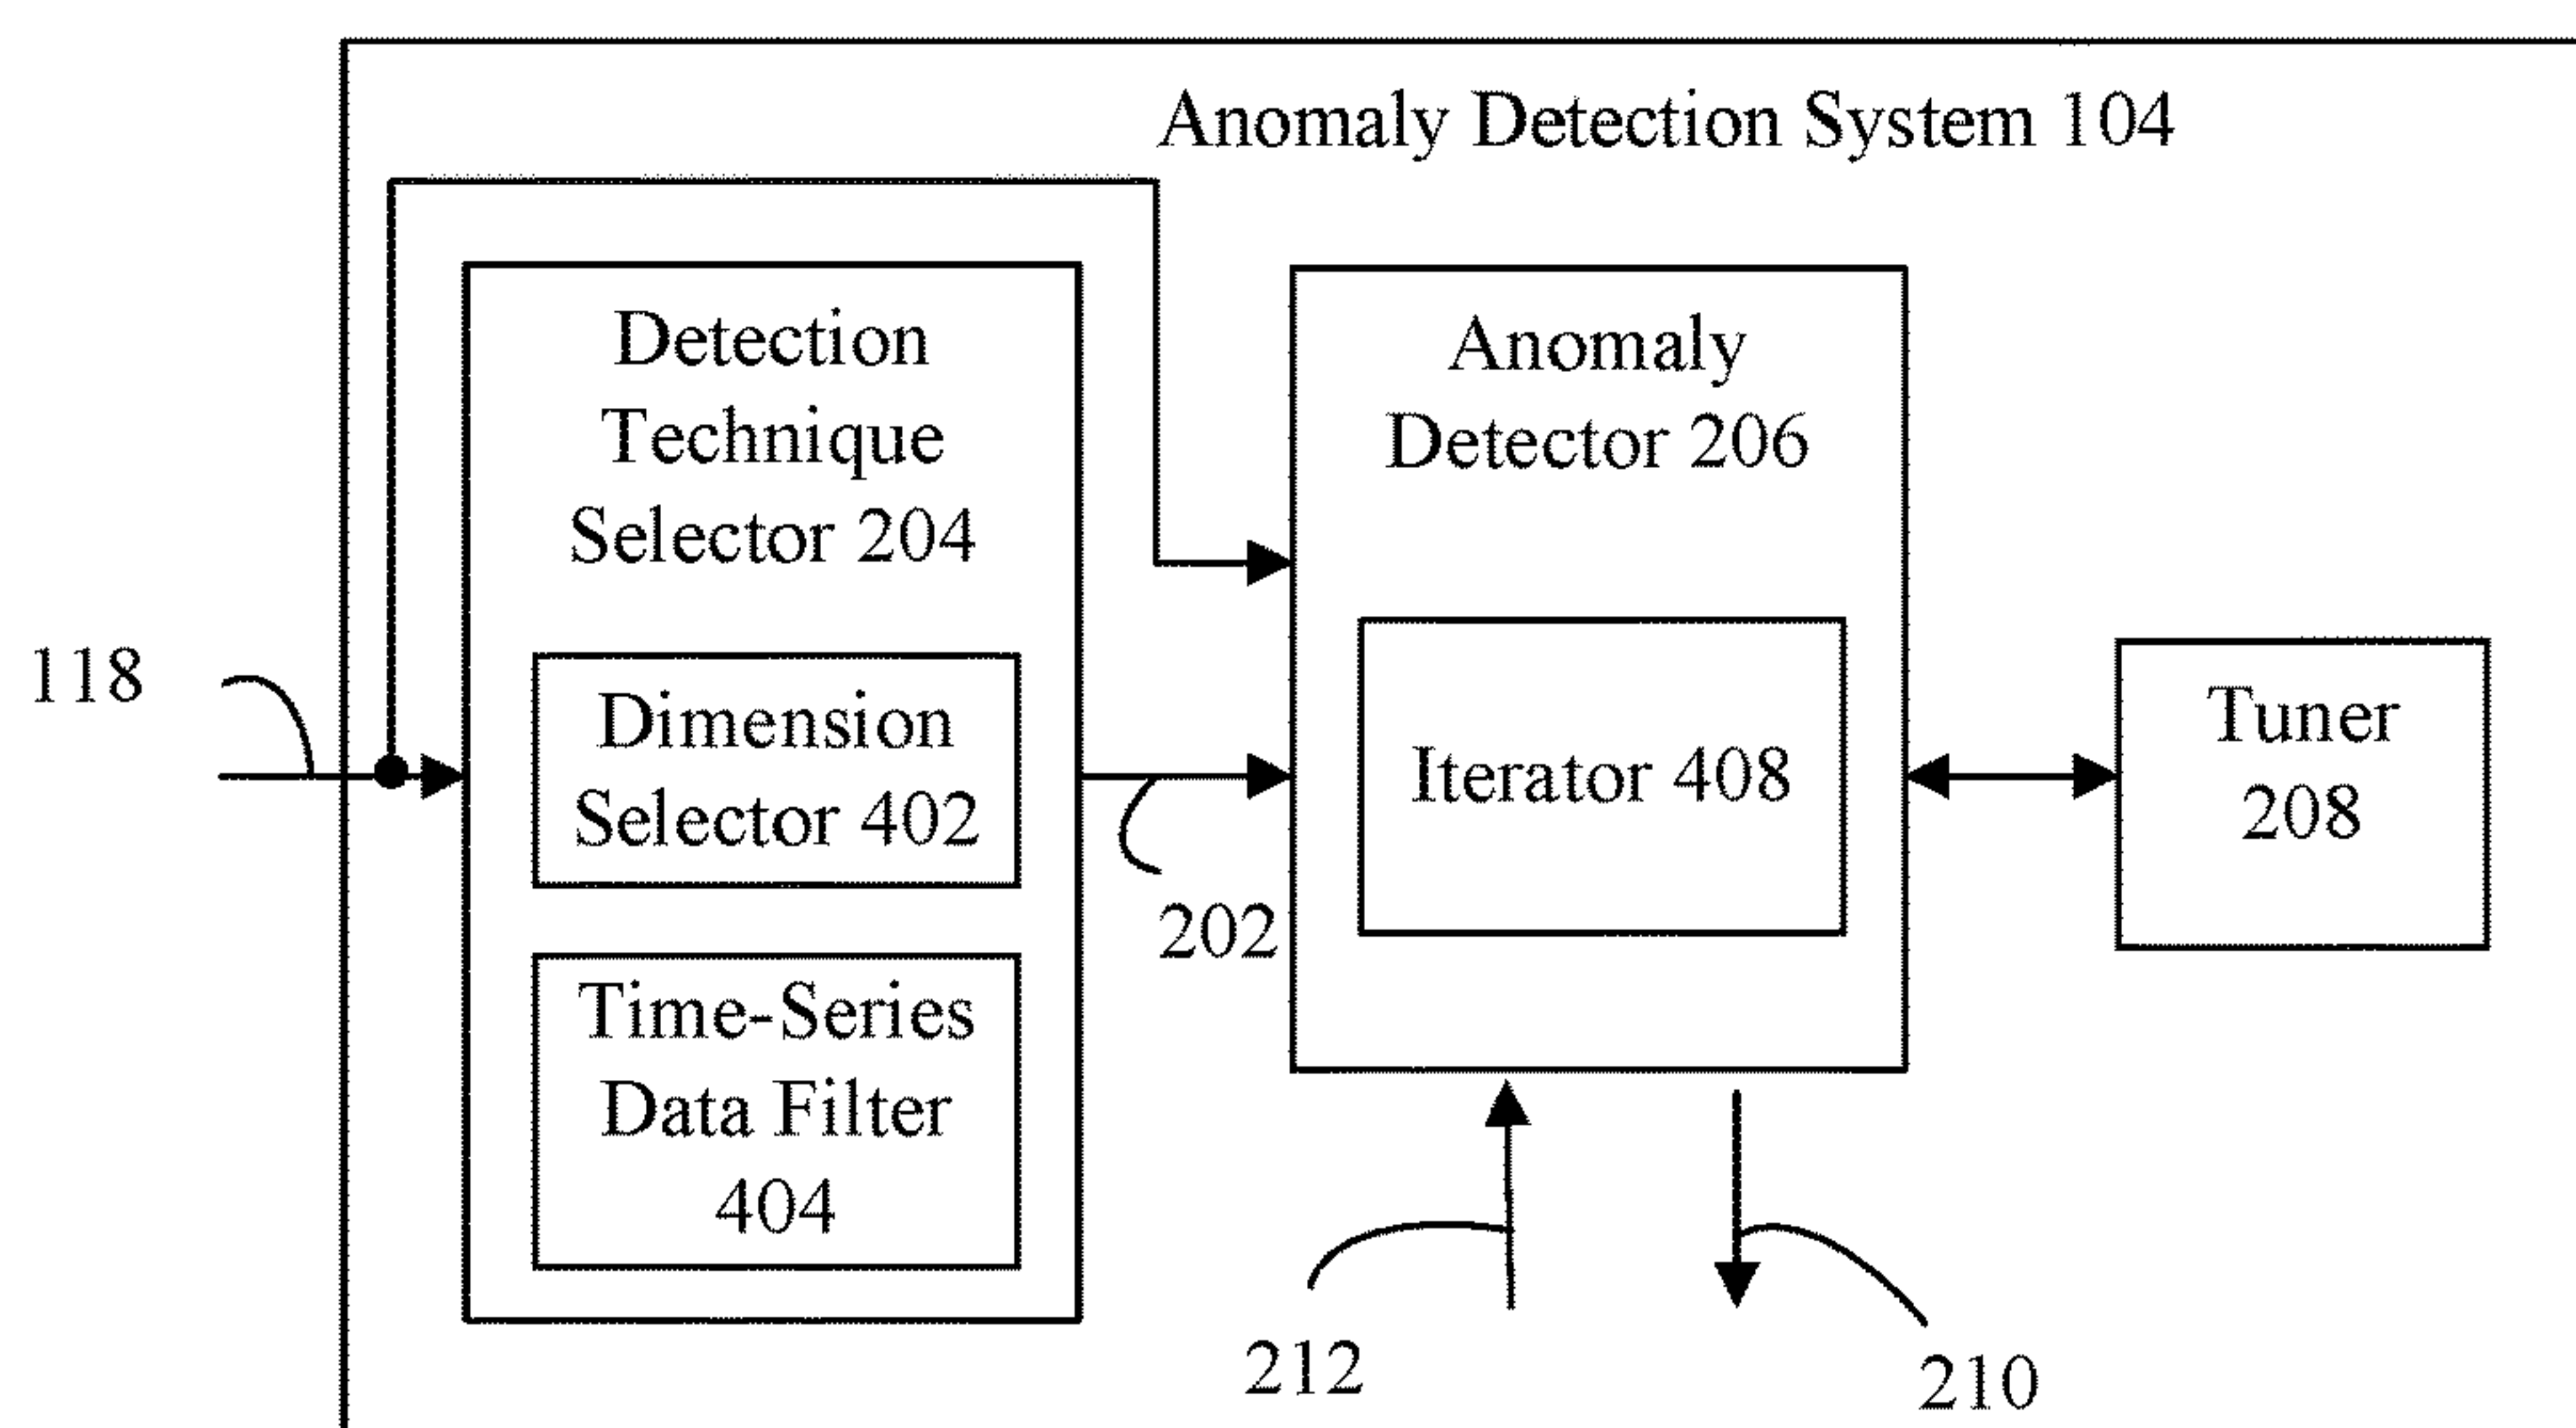 Anomaly Detection System 104
Detection
Technique
Selector 204
Dimension
Selector 402
Time-Series
Data Filter
404
Anomaly
Detector 206
Iterator 408
Tuner
208
118
202
212
210